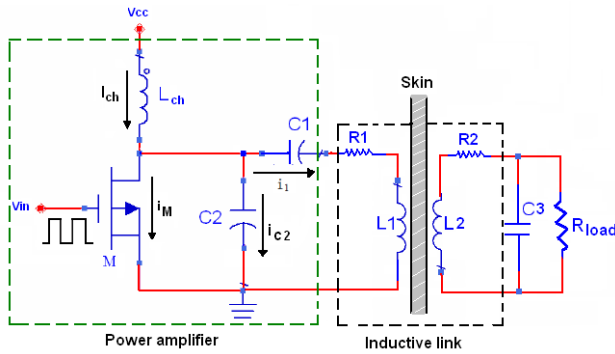 Vcc
Skin
Ich
Lch
C1
R1
R2
i1
Vin
iM
C2
iC2
M
L1
L2
C3
Rload
Power amplifier
Inductive link